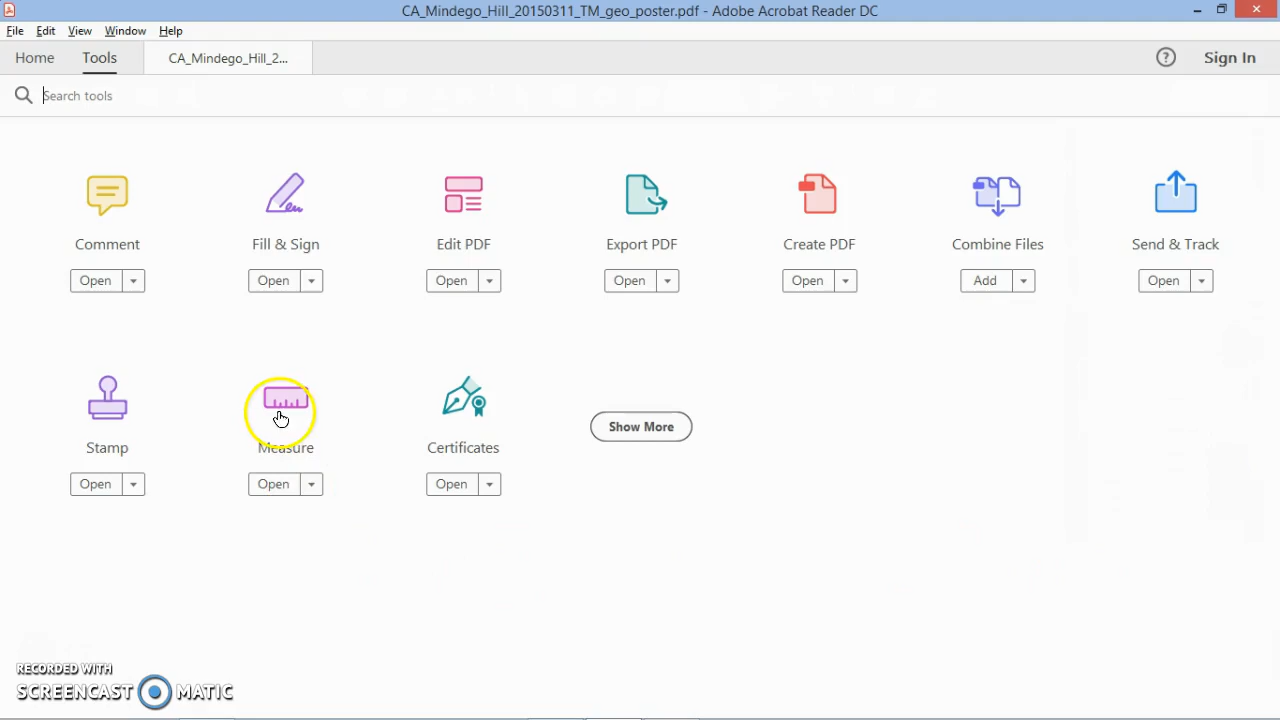 CA_Mindego_Hill_20150311_TM_geo_poster.pdf - Adobe Acrobat Reader DC
File Edit View Window Help
Home Tools CA_Mindego_Hill_2... ? Sign In
Search tools
Comment Fill & Sign Edit PDF Export PDF Create PDF Combine Files Send & Track
Open Open Open Open Open Add Open
Stamp Measure Certificates Show More
Open Open Open
RECORDED WITH
SCREENCAST MATIC